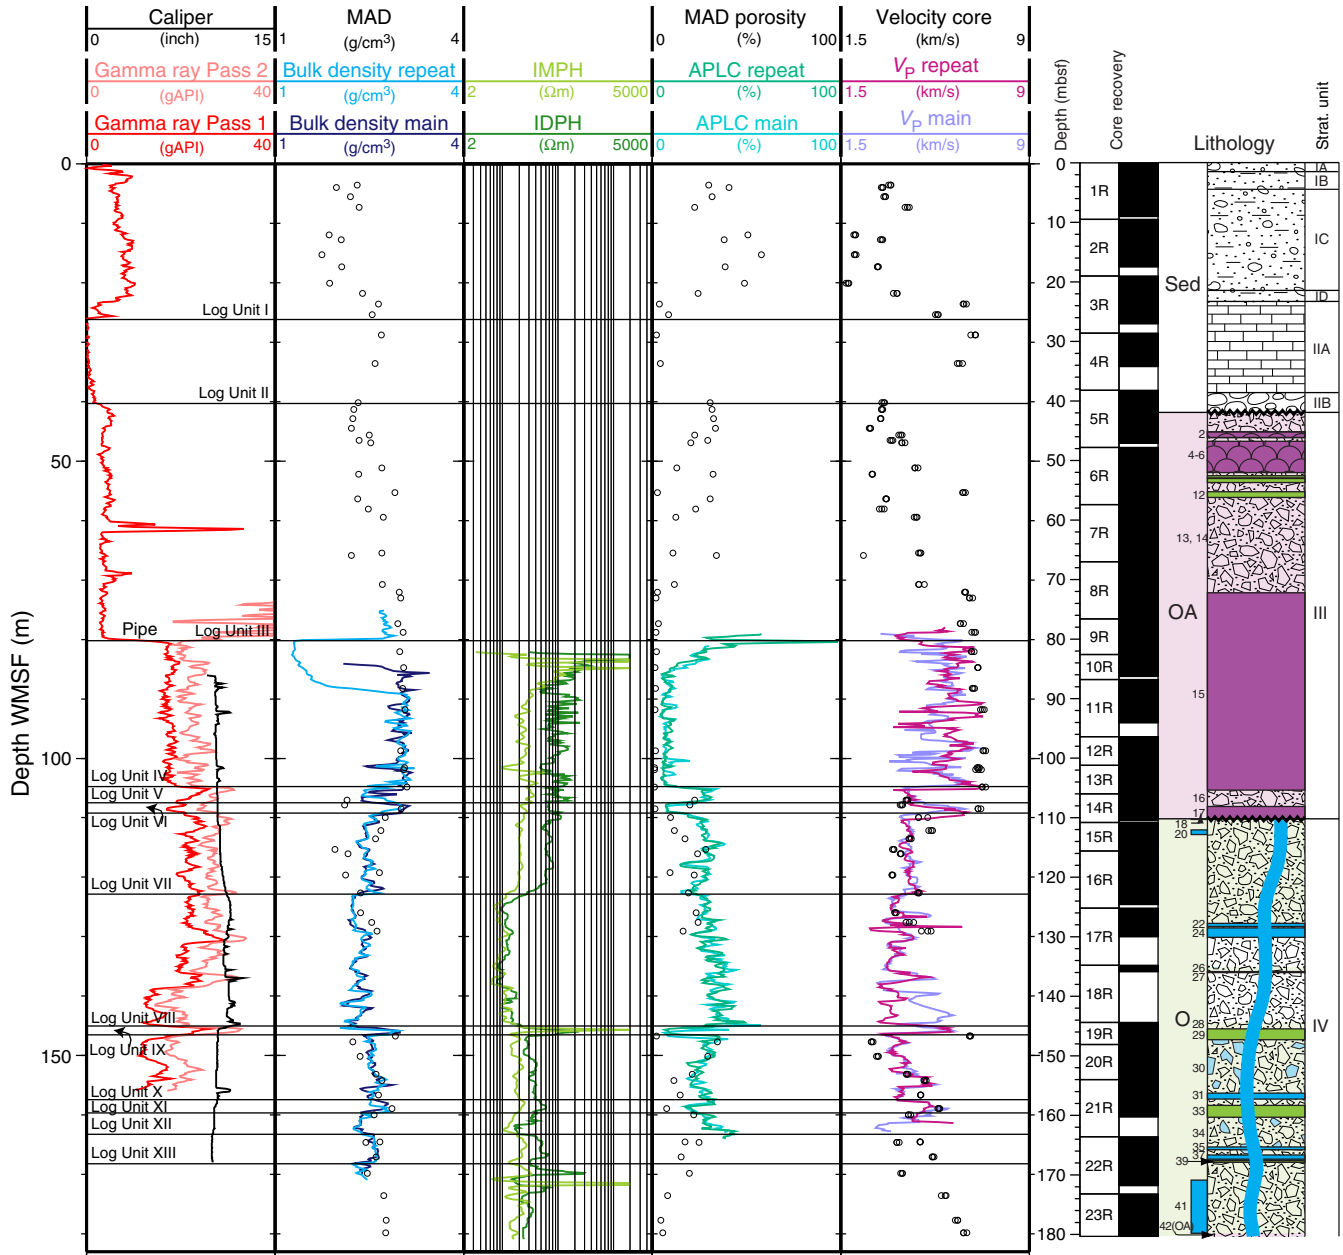 Caliper MAD MAD porosity Velocity core
0 (inch) 15 1 (g/cm³) 4 0 (%) 100 1.5 (km/s) 9
Gamma ray Pass 2 Bulk density repeat IMPH APLC repeat VP repeat
0 (gAPI) 40 1 (g/cm³) 4 2 (Ωm) 5000 0 (%) 100 1.5 (km/s) 9
Gamma ray Pass 1 Bulk density main IDPH APLC main VP main
0 (gAPI) 40 1 (g/cm³) 4 2 (Ωm) 5000 0 (%) 100 1.5 (km/s) 9
Depth (mbsf)
Core recovery
Lithology
Strat. unit
Depth WMSF (m)
0
50
100
150
Log Unit I
Log Unit II
Pipe
Log Unit III
Log Unit IV
Log Unit V
Log Unit VI
Log Unit VII
Log Unit VIII
Log Unit IX
Log Unit X
Log Unit XI
Log Unit XII
Log Unit XIII
0
10
20
30
40
50
60
70
80
90
100
110
120
130
140
150
160
170
180
1R
2R
3R
4R
5R
6R
7R
8R
9R
10R
11R
12R
13R
14R
15R
16R
17R
18R
19R
20R
21R
22R
23R
Sed
OA
O
2
4-6
12
13, 14
15
16
17
18
20
22
24
26
27
28
29
30
31
33
34
35
37
39
41
42(OA)
IA
IB
IC
ID
IIA
IIB
III
IV